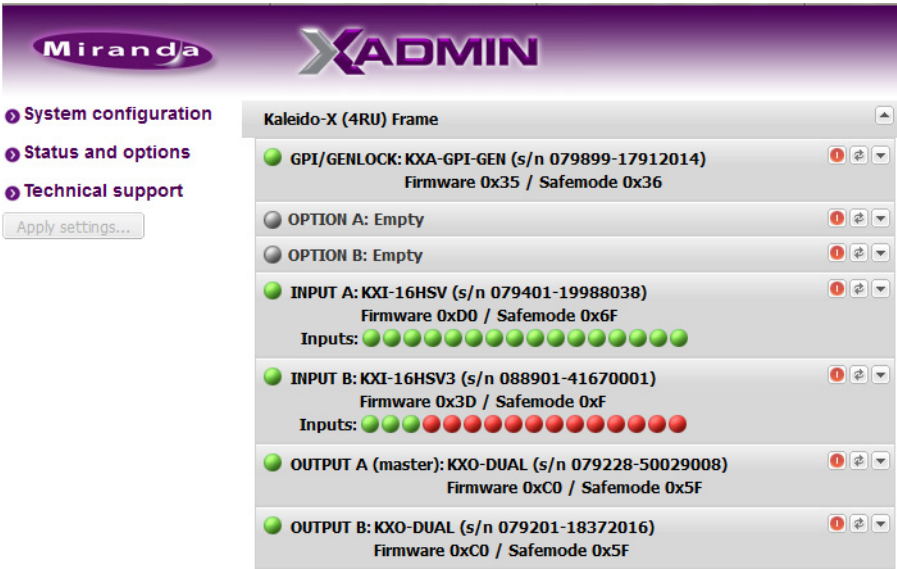 Miranda
XADMIN
System configuration
Status and options
Technical support
Apply settings...
Kaleido-X (4RU) Frame
GPI/GENLOCK: KXA-GPI-GEN (s/n 079899-17912014)
Firmware 0x35 / Safemode 0x36
OPTION A: Empty
OPTION B: Empty
INPUT A: KXI-16HSV (s/n 079401-19988038)
Firmware 0xD0 / Safemode 0x6F
Inputs:
INPUT B: KXI-16HSV3 (s/n 088901-41670001)
Firmware 0x3D / Safemode 0xF
Inputs:
OUTPUT A (master): KXO-DUAL (s/n 079228-50029008)
Firmware 0xC0 / Safemode 0x5F
OUTPUT B: KXO-DUAL (s/n 079201-18372016)
Firmware 0xC0 / Safemode 0x5F